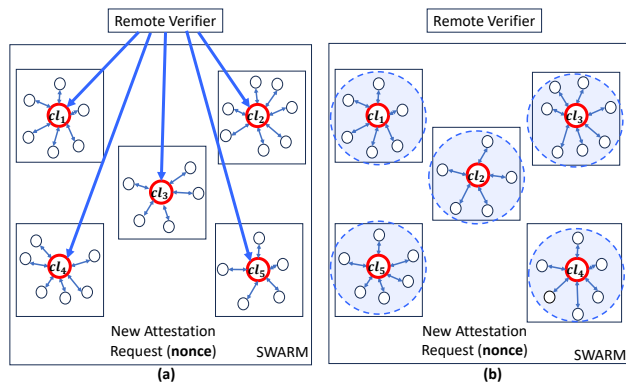 Remote Verifier
cl₁
cl₂
cl₃
cl₄
cl₅
New Attestation
Request (nonce)
SWARM
(a)
Remote Verifier
cl₁
cl₃
cl₂
cl₅
cl₄
New Attestation
Request (nonce)
SWARM
(b)